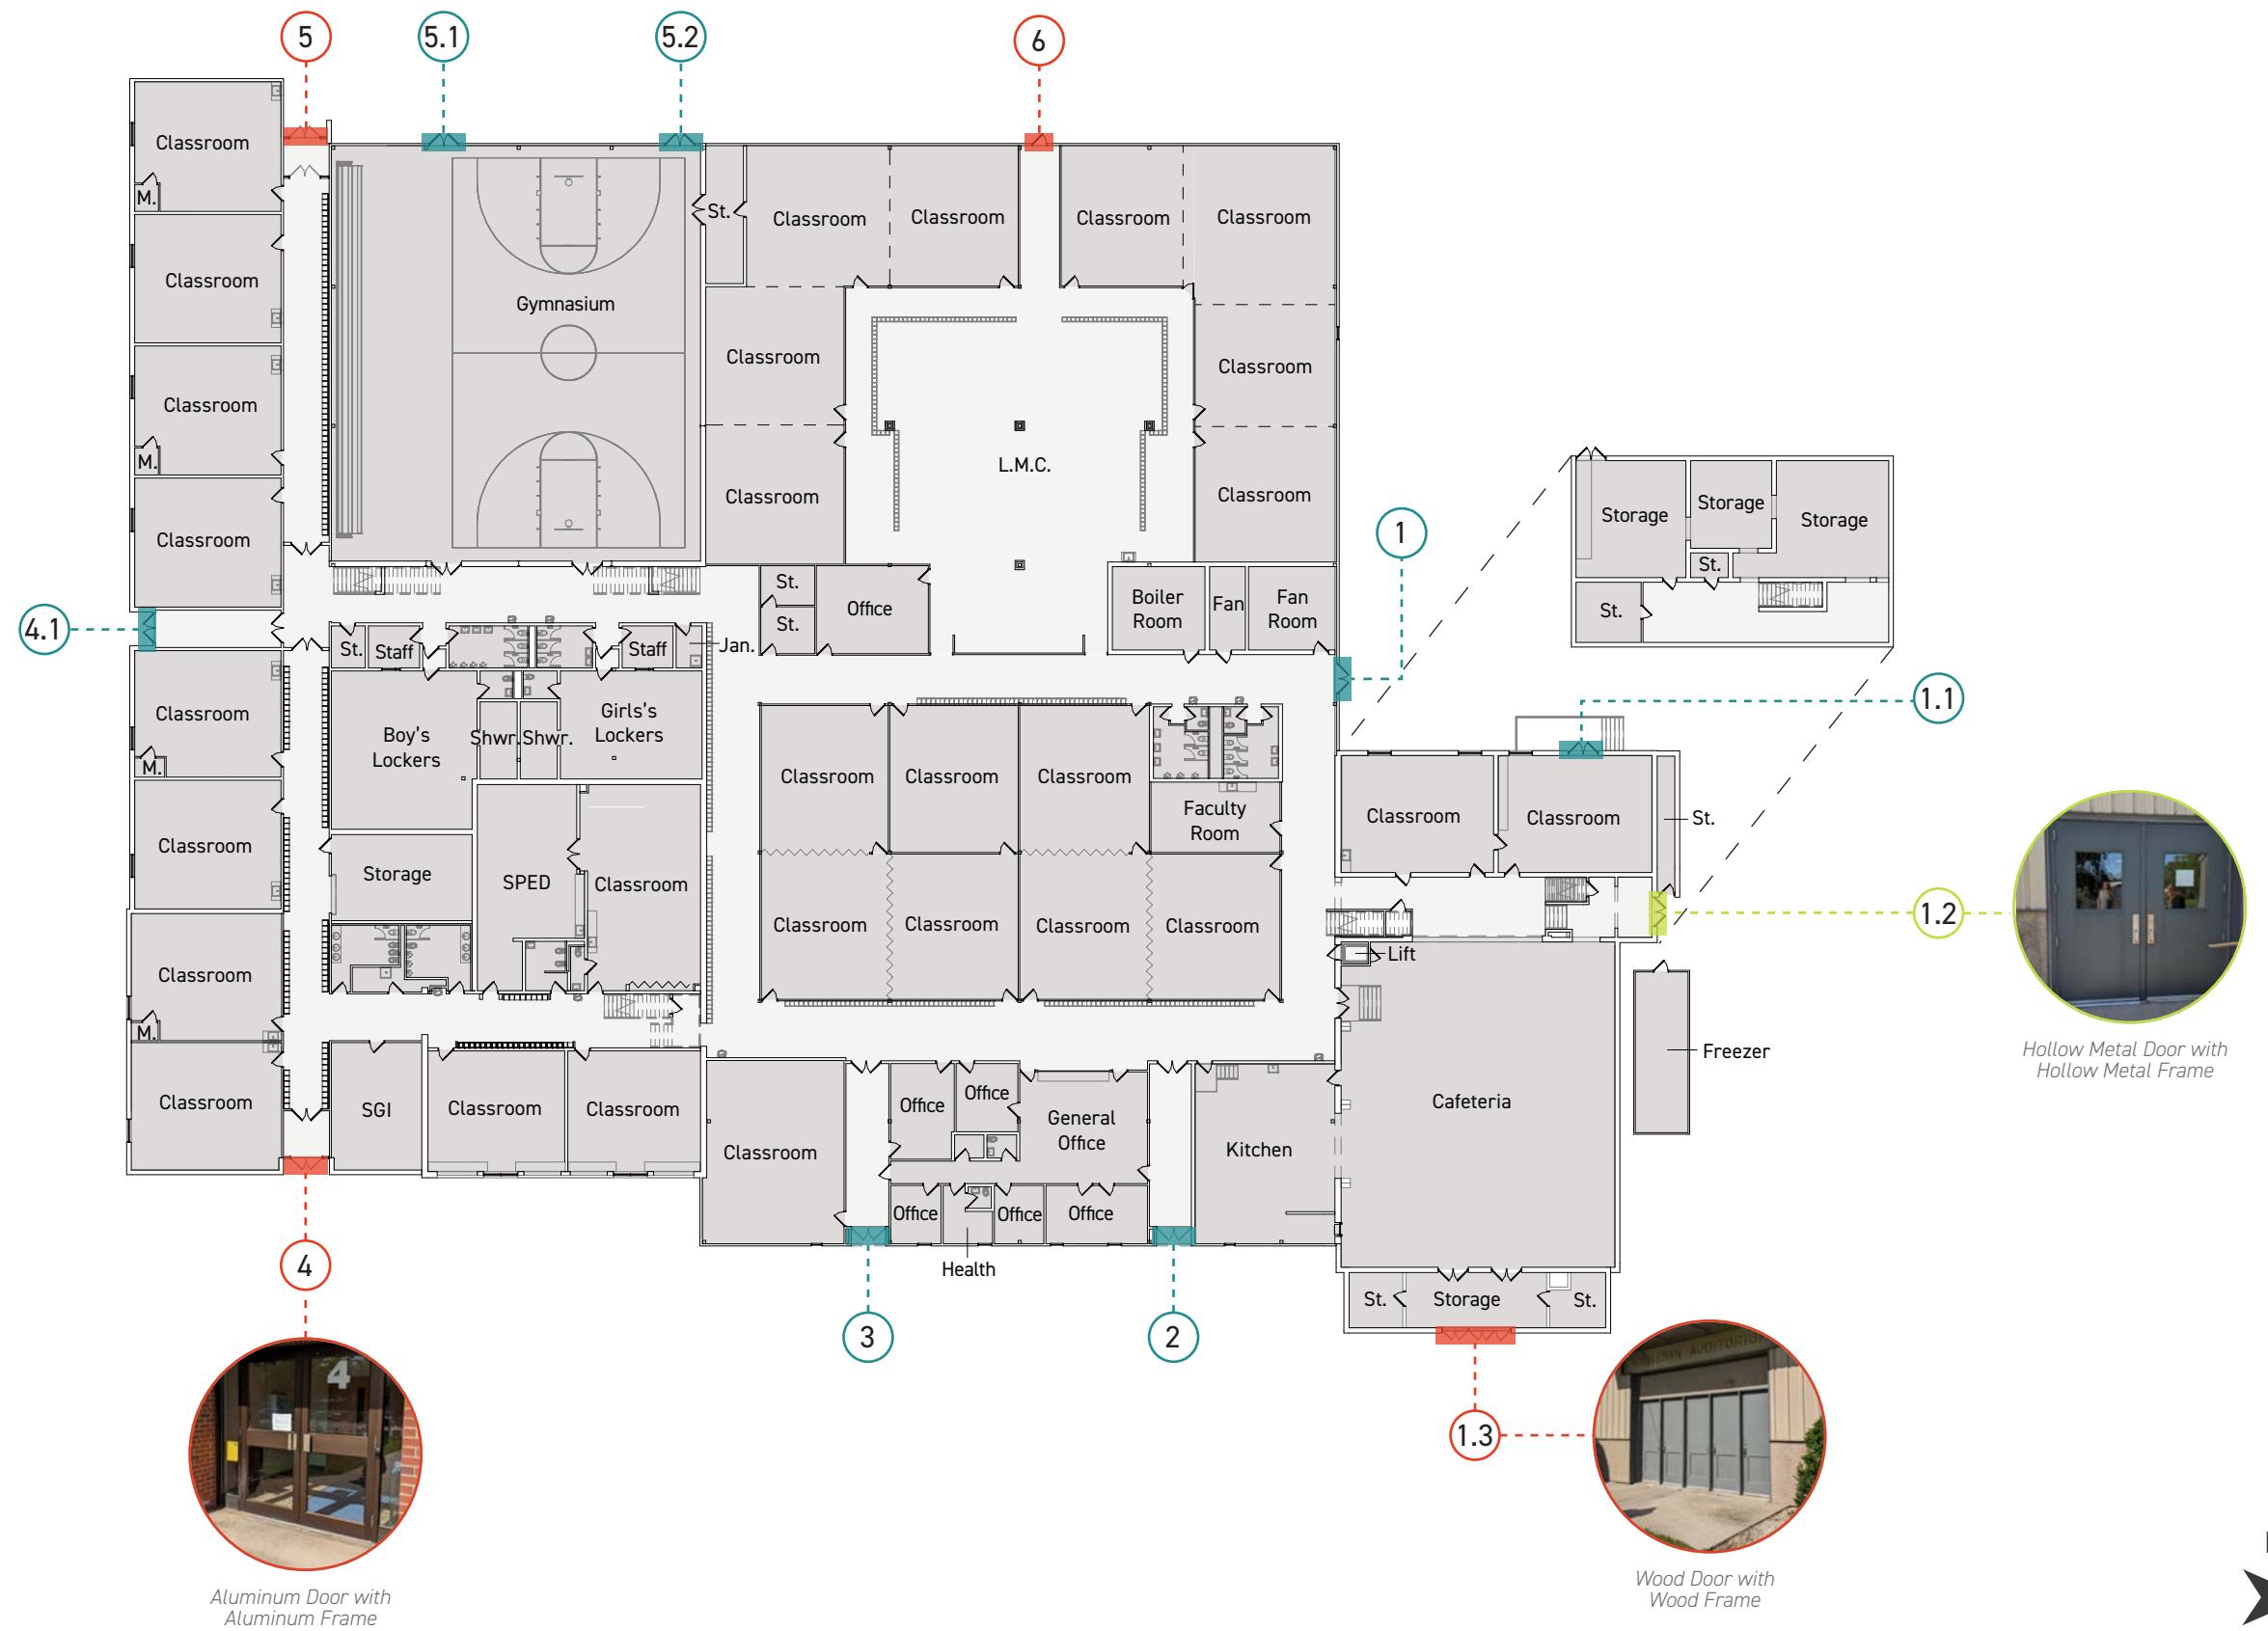 5
5.1
5.2
6
Classroom
M.
Classroom
Classroom
M.
Classroom
Gymnasium
St.
Classroom
Classroom
Classroom
Classroom
Classroom
Classroom
Classroom
Classroom
L.M.C.
Storage
Storage
Storage
St.
St.
1
4.1
St.
St.
Office
Boiler
Room
Fan
Fan
Room
St.
Staff
Staff
Jan.
1.1
Classroom
M.
Boy's
Lockers
Shwr.
Shwr.
Girl's
Lockers
Classroom
Classroom
Classroom
Faculty
Room
Classroom
Classroom
St.
Classroom
Storage
SPED
Classroom
Classroom
Classroom
Classroom
Classroom
1.2
Lift
Classroom
M.
Hollow Metal Door with
Hollow Metal Frame
Freezer
Classroom
SGI
Classroom
Classroom
Classroom
Office
Office
General
Office
Kitchen
Cafeteria
Office
Office
Office
Health
St.
Storage
St.
4
3
2
1.3
4
AUDITORIUM
Aluminum Door with
Aluminum Frame
Wood Door with
Wood Frame